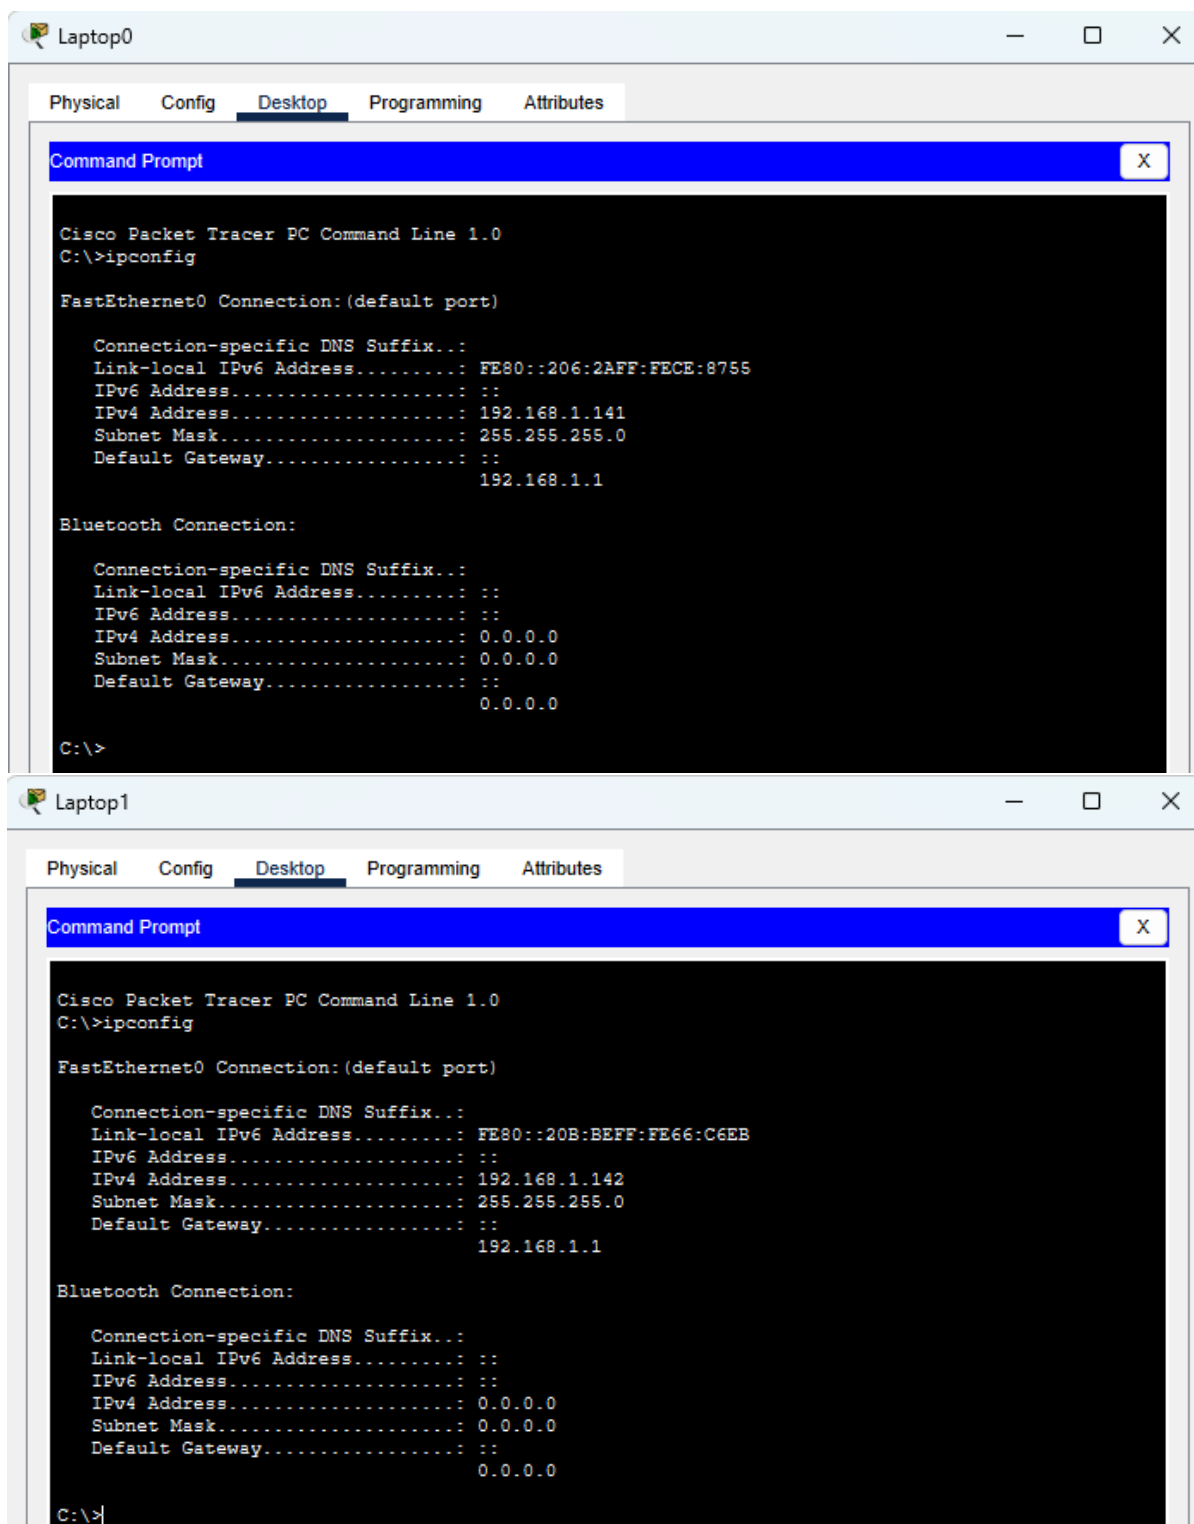 Laptop0
Physical Config Desktop Programming Attributes
Command Prompt
X
Cisco Packet Tracer PC Command Line 1.0
C:\>ipconfig
FastEthernet0 Connection:(default port)
Connection-specific DNS Suffix..:
Link-local IPv6 Address.........: FE80::206:2AFF:FECE:8755
IPv6 Address....................: ::
IPv4 Address....................: 192.168.1.141
Subnet Mask.....................: 255.255.255.0
Default Gateway.................: ::
192.168.1.1
Bluetooth Connection:
Connection-specific DNS Suffix..:
Link-local IPv6 Address.........: ::
IPv6 Address....................: ::
IPv4 Address....................: 0.0.0.0
Subnet Mask.....................: 0.0.0.0
Default Gateway.................: ::
0.0.0.0
C:\>
Laptop1
Physical Config Desktop Programming Attributes
Command Prompt
X
Cisco Packet Tracer PC Command Line 1.0
C:\>ipconfig
FastEthernet0 Connection:(default port)
Connection-specific DNS Suffix..:
Link-local IPv6 Address.........: FE80::20B:BEFF:FE66:C6EB
IPv6 Address....................: ::
IPv4 Address....................: 192.168.1.142
Subnet Mask.....................: 255.255.255.0
Default Gateway.................: ::
192.168.1.1
Bluetooth Connection:
Connection-specific DNS Suffix..:
Link-local IPv6 Address.........: ::
IPv6 Address....................: ::
IPv4 Address....................: 0.0.0.0
Subnet Mask.....................: 0.0.0.0
Default Gateway.................: ::
0.0.0.0
C:\>